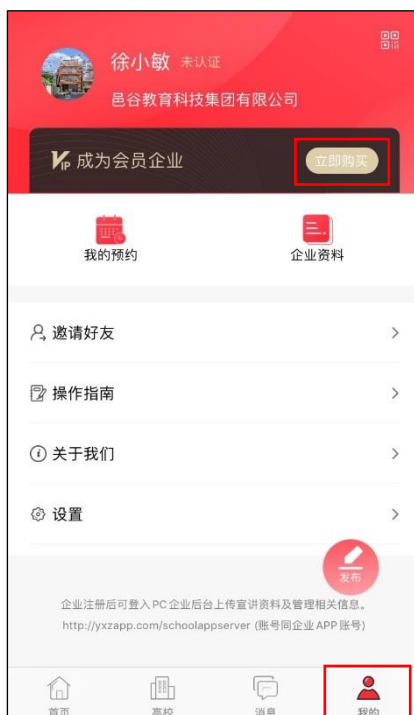 徐小敏 未认证
邑谷教育科技集团有限公司
VIP 成为会员企业 立即购买
我的预约 企业资料
邀请好友
操作指南
关于我们
设置
发布
企业注册后可登入PC企业后台上传宣讲资料及管理相关信息。
http://yxzapp.com/schoolappserver (账号同企业APP账号)
首页 高校 消息 我的